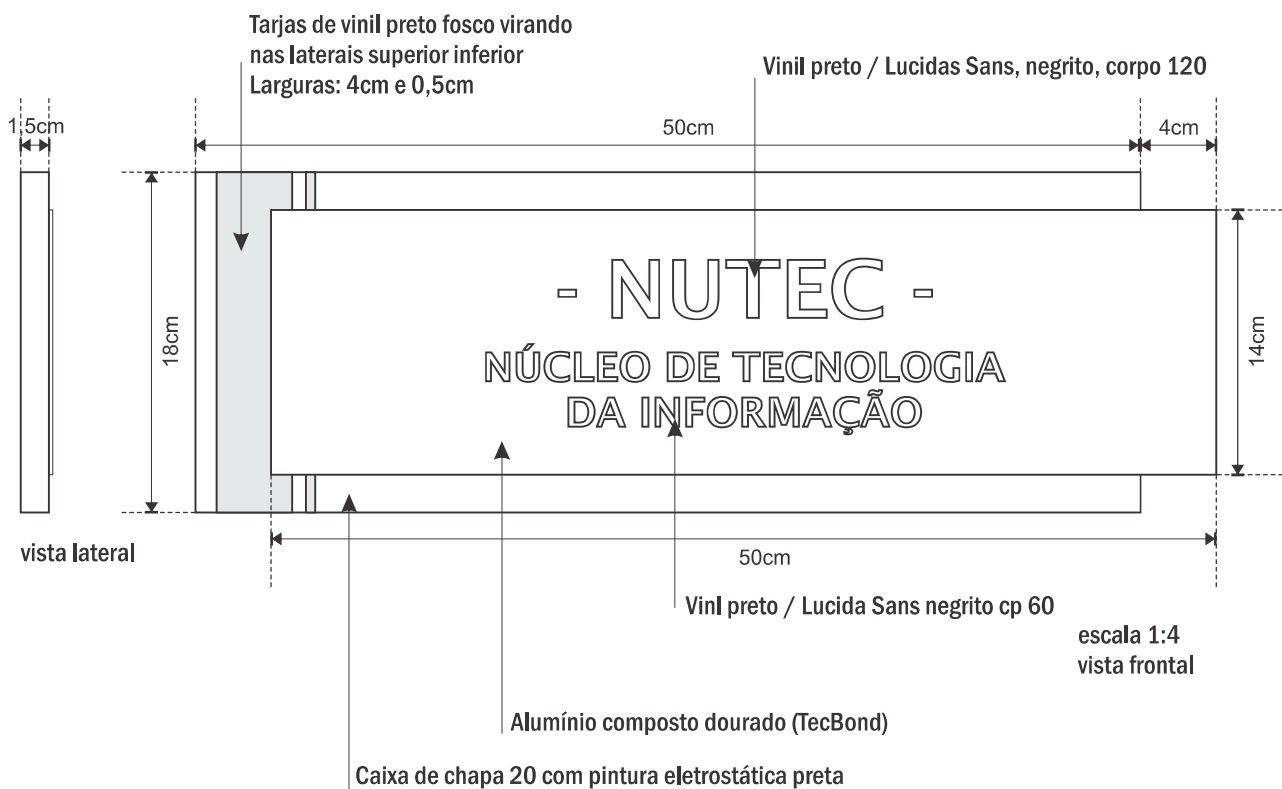 Tarjas de vinil preto fosco virando
nas laterais superior inferior
Larguras: 4cm e 0,5cm
Vinil preto / Lucidas Sans, negrito, corpo 120
1,5cm
50cm
4cm
18cm
- NUTEC -
NÚCLEO DE TECNOLOGIA
DA INFORMAÇÃO
14cm
vista lateral
50cm
Vinl preto / Lucida Sans negrito cp 60
escala 1:4
vista frontal
Alumínio composto dourado (TecBond)
Caixa de chapa 20 com pintura eletrostática preta